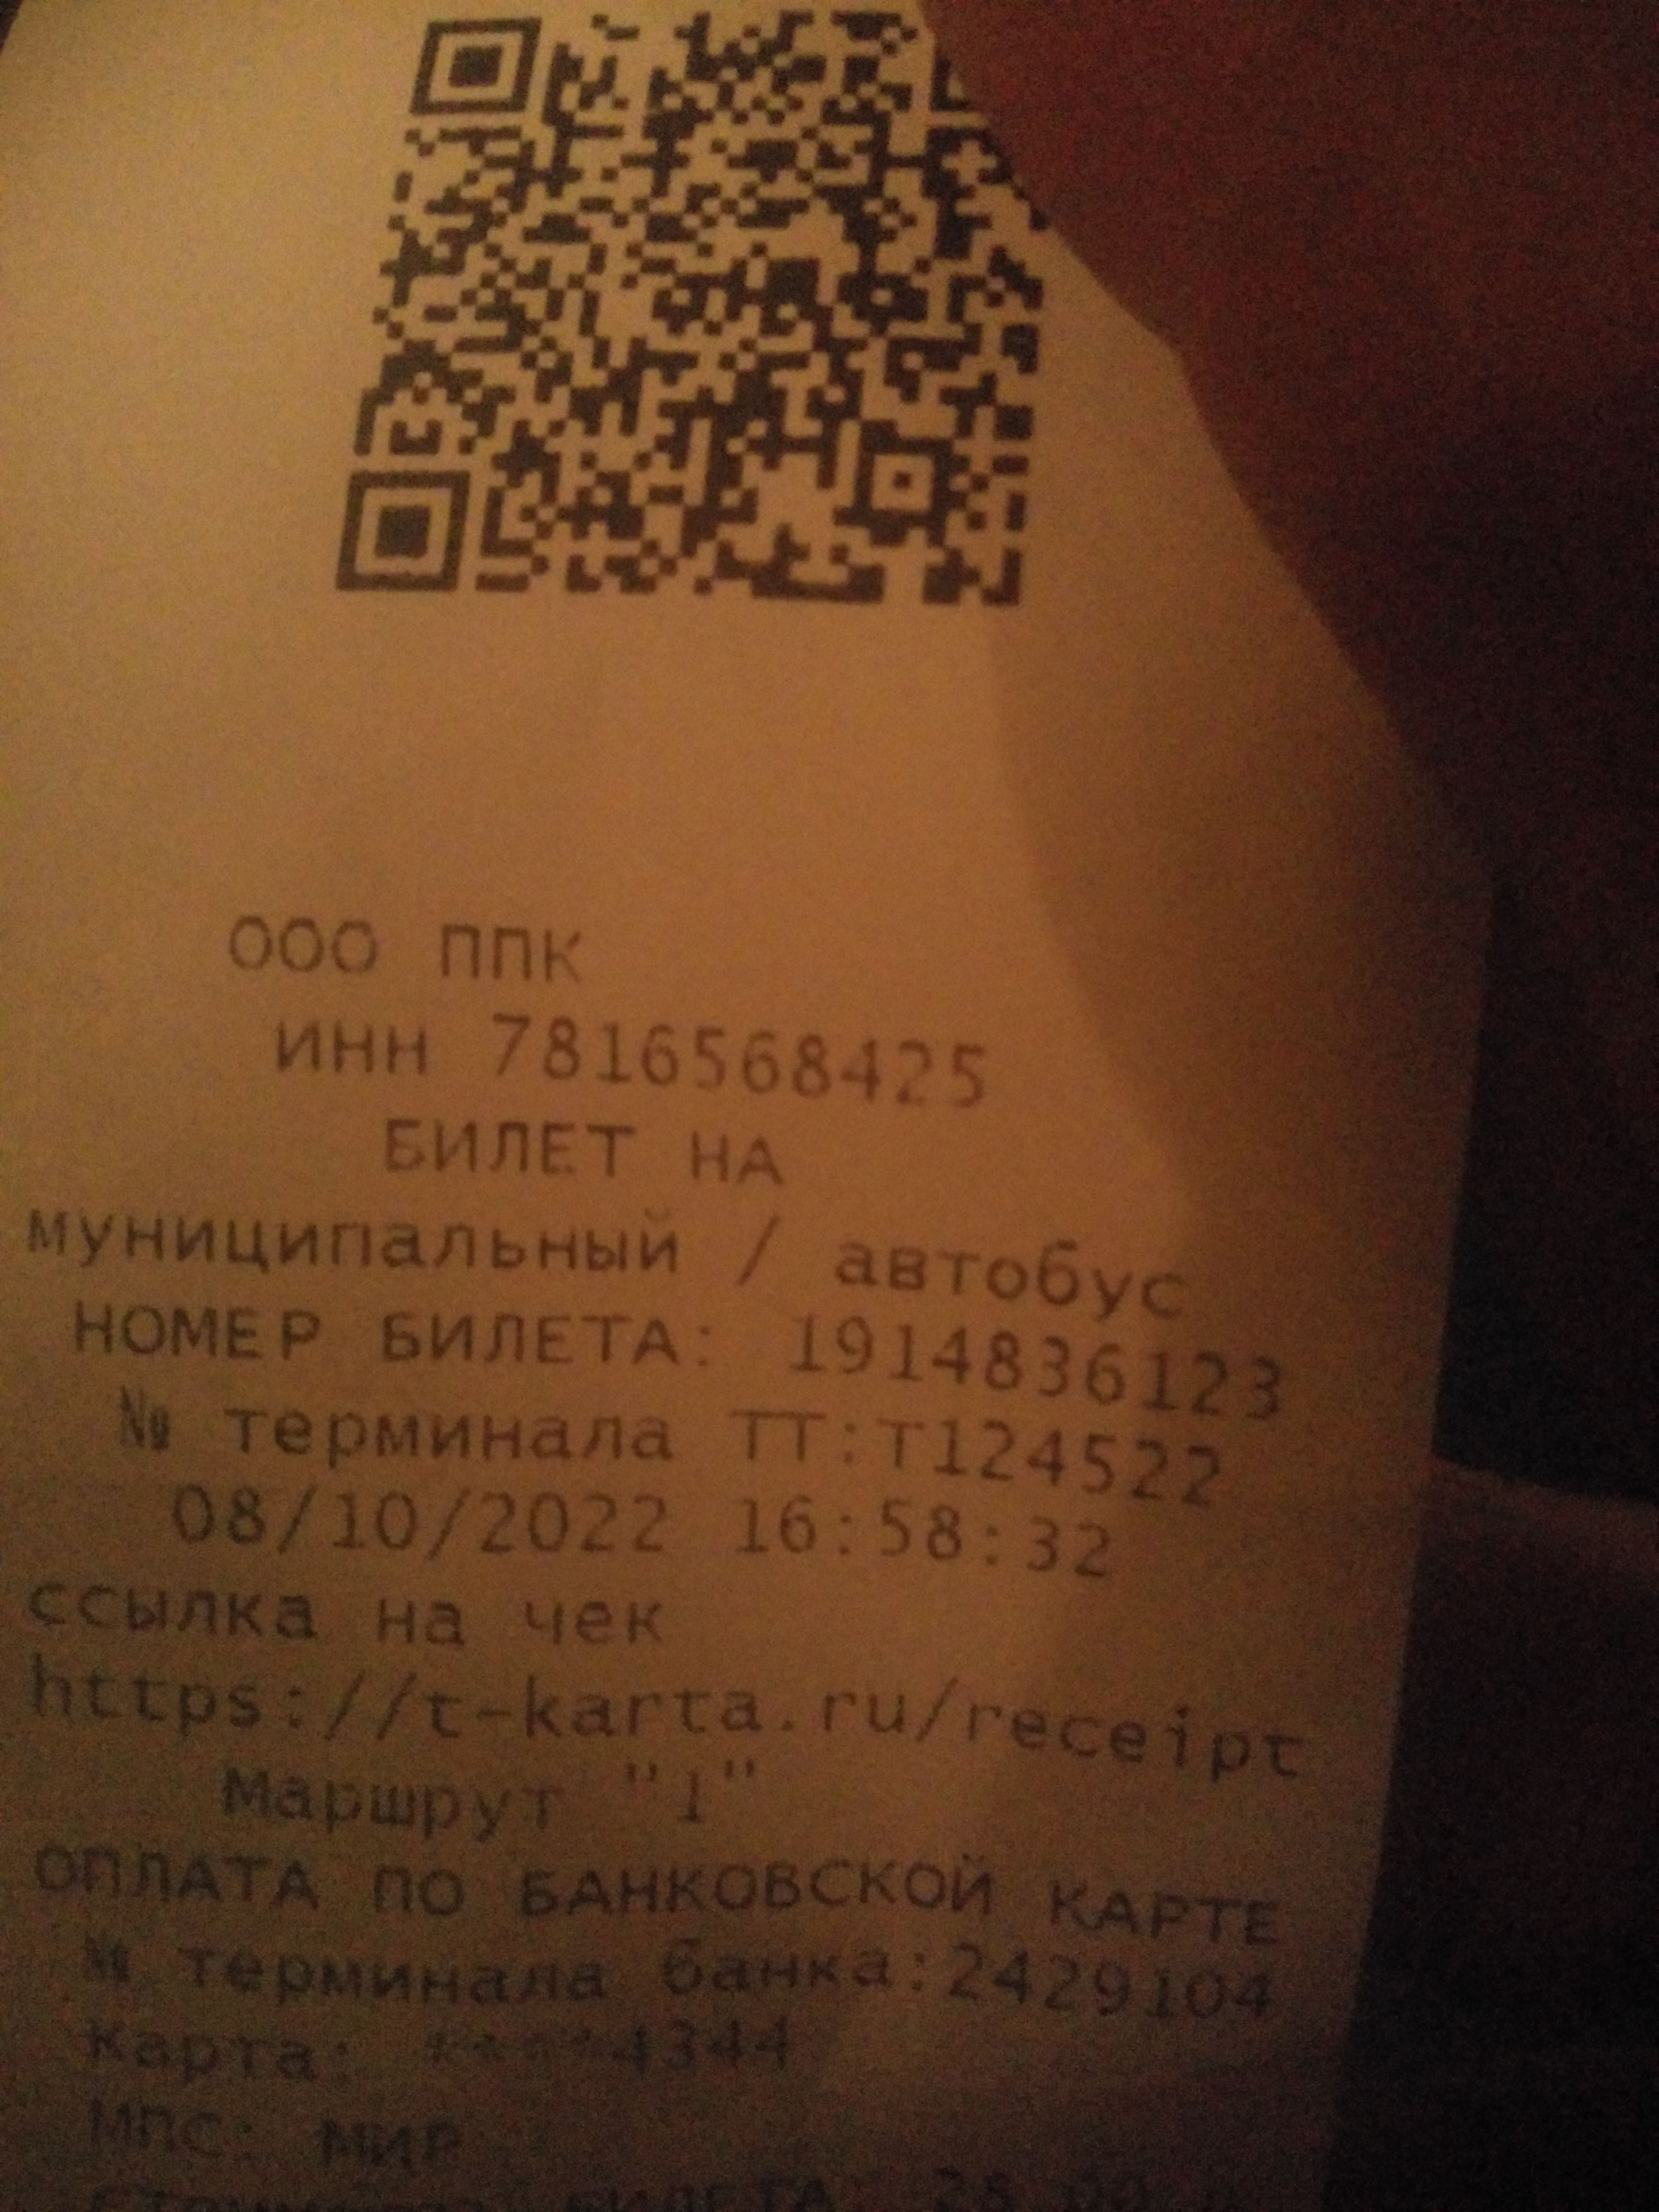 ООО ППК
ИНН 7816568425
БИЛЕТ НА
муниципальный / автобус
НОМЕР БИЛЕТА: 1914836123
№ терминала ТТ:Т124522
08/10/2022 16:58:32
ссылка на чек
https://t-karta.ru/receipt
Маршрут "1"
ОПЛАТА ПО БАНКОВСКОЙ КАРТЕ
№ терминала банка:2429104
Карта: ****4344
МПС: МИР
БИЛЕТА: